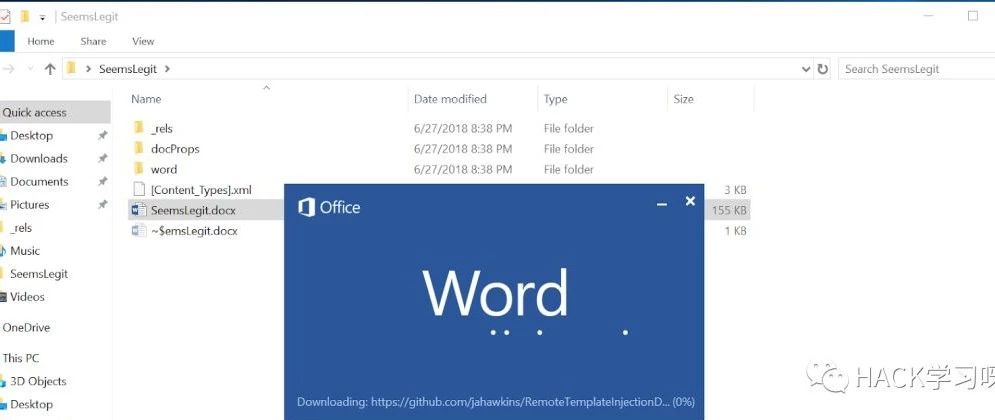 SeemsLegit
Home Share View
SeemsLegit
Search SeemsLegit
Name Date modified Type Size
Quick access
Desktop
Downloads
Documents
Pictures
_rels
Music
SeemsLegit
Videos
OneDrive
This PC
3D Objects
Desktop
_rels 6/27/2018 8:38 PM File folder
docProps 6/27/2018 8:38 PM File folder
word 6/27/2018 8:38 PM File folder
[Content_Types].xml 3 KB
SeemsLegit.docx 155 KB
~$emsLegit.docx 1 KB
Office
Word
Downloading: https://github.com/jahawkins/RemoteTemplateInjectionD... (0%)
HACK学习呀